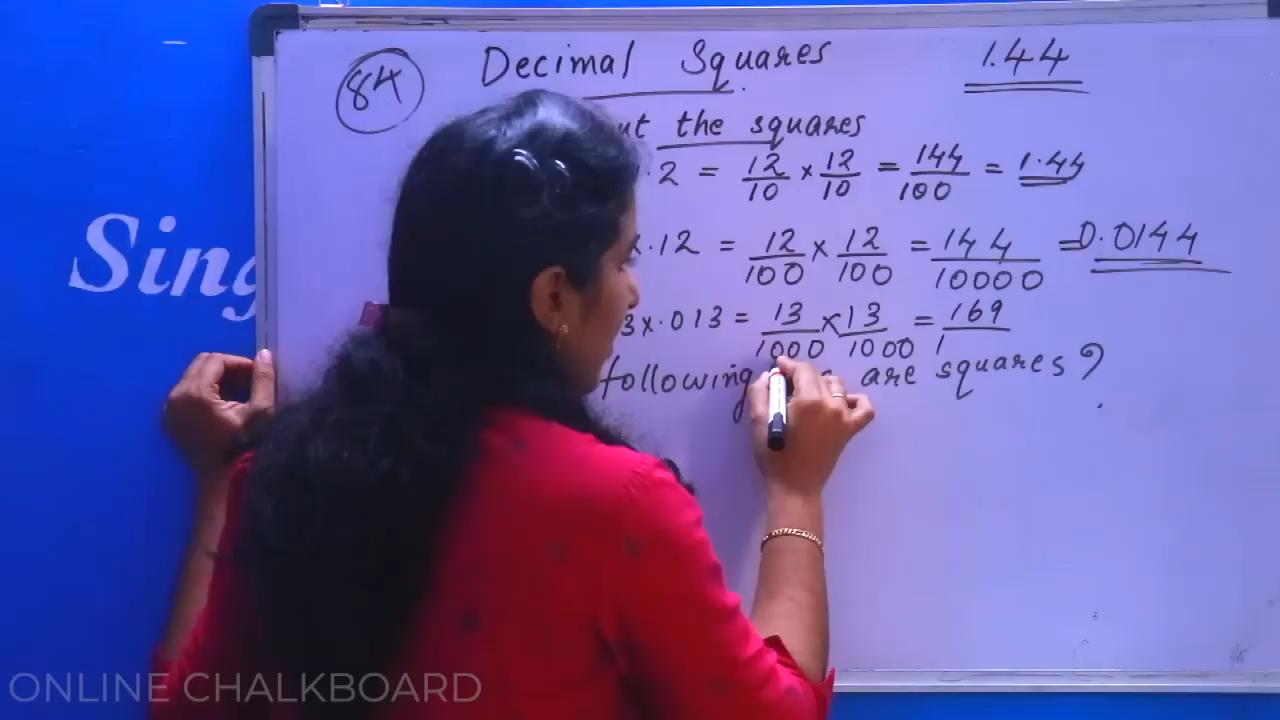 84 Decimal Squares 1.44
the squares
.2 = 12/10 × 12/10 = 144/100 = 1.44
×.12 = 12/100 × 12/100 = 144/10000 = 0.0144
3×.013 = 13/1000 × 13/1000 = 169/1
following are squares?
Sing
ONLINE CHALKBOARD